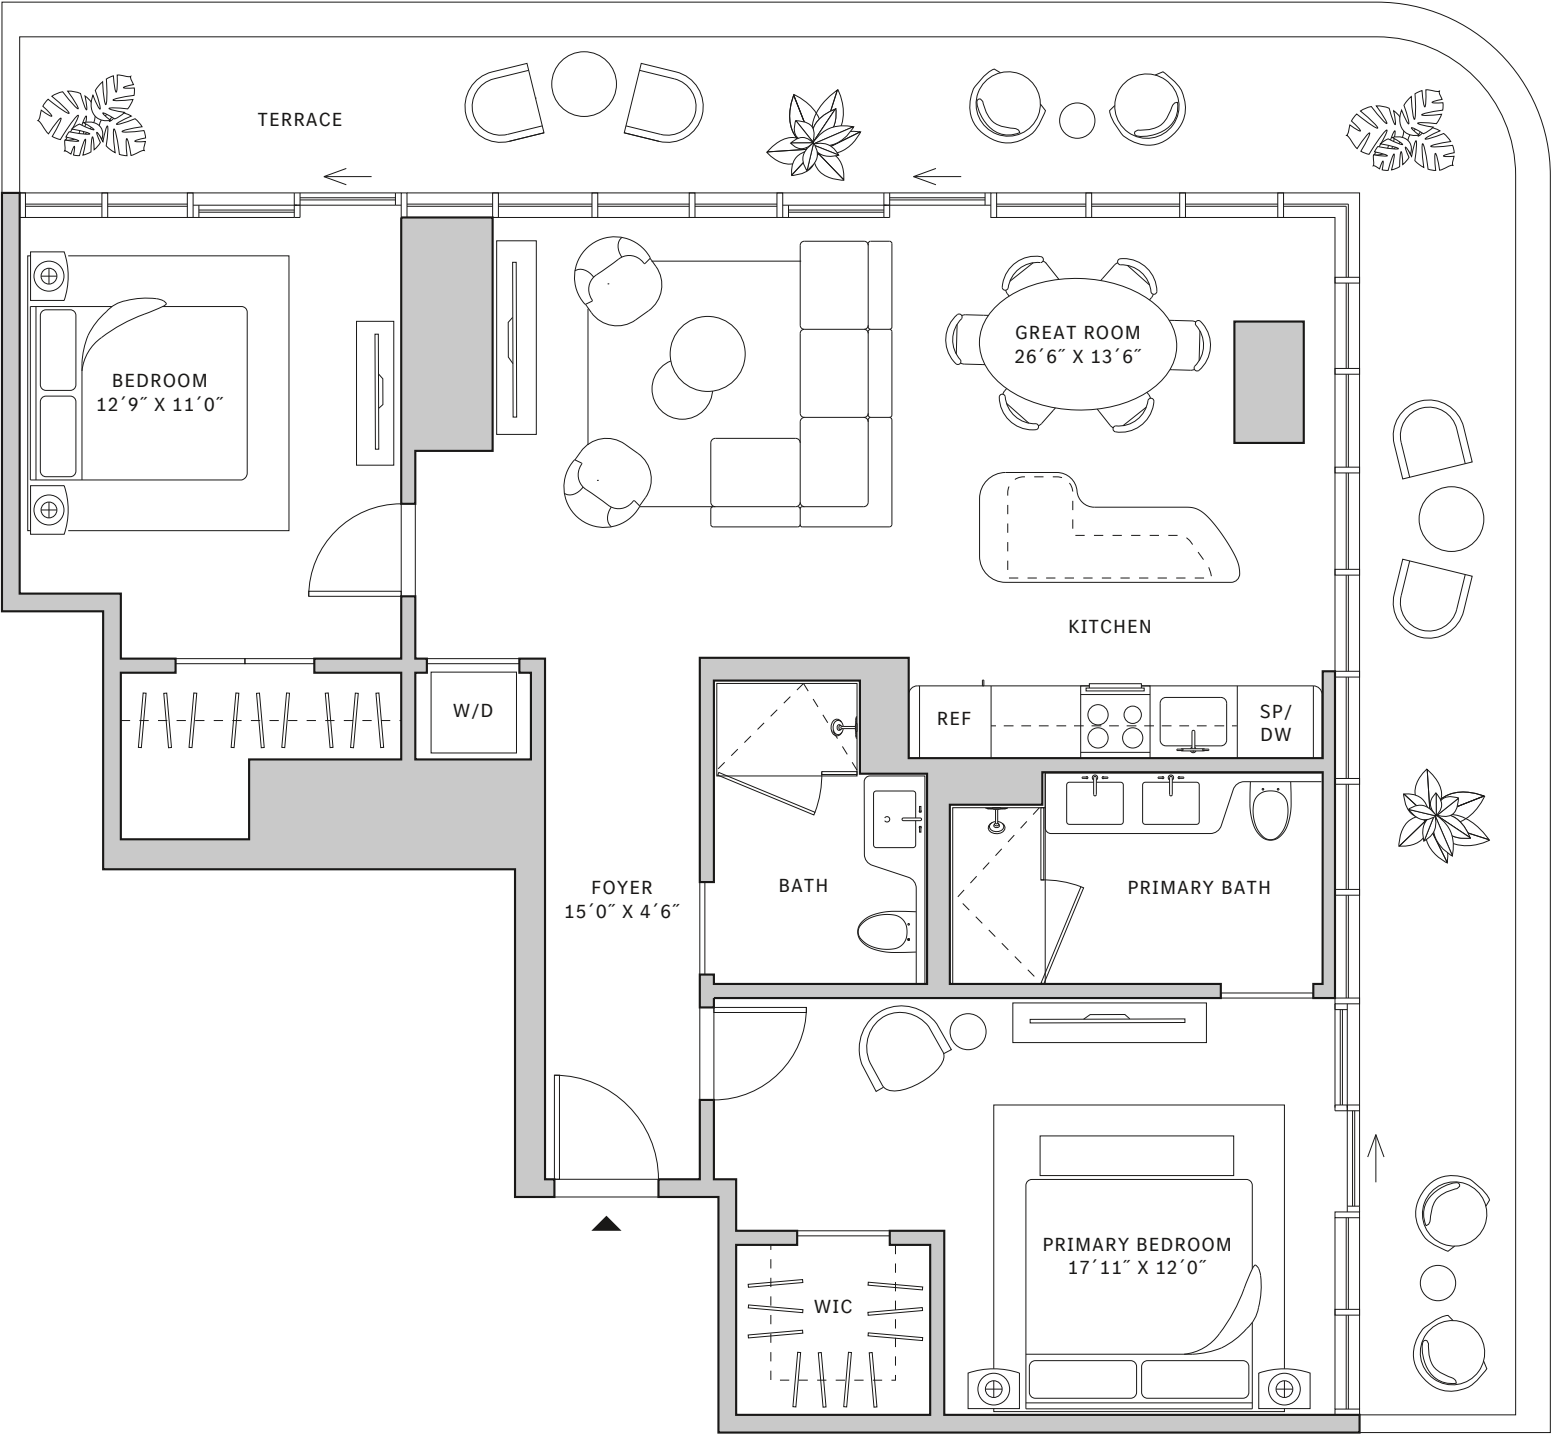 TERRACE
BEDROOM
12´9˝ X 11´0˝
GREAT ROOM
26´6˝ X 13´6˝
KITCHEN
W/D
REF
SP/
DW
FOYER
15´0˝ X 4´6˝
BATH
PRIMARY BATH
PRIMARY BEDROOM
17´11˝ X 12´0˝
WIC